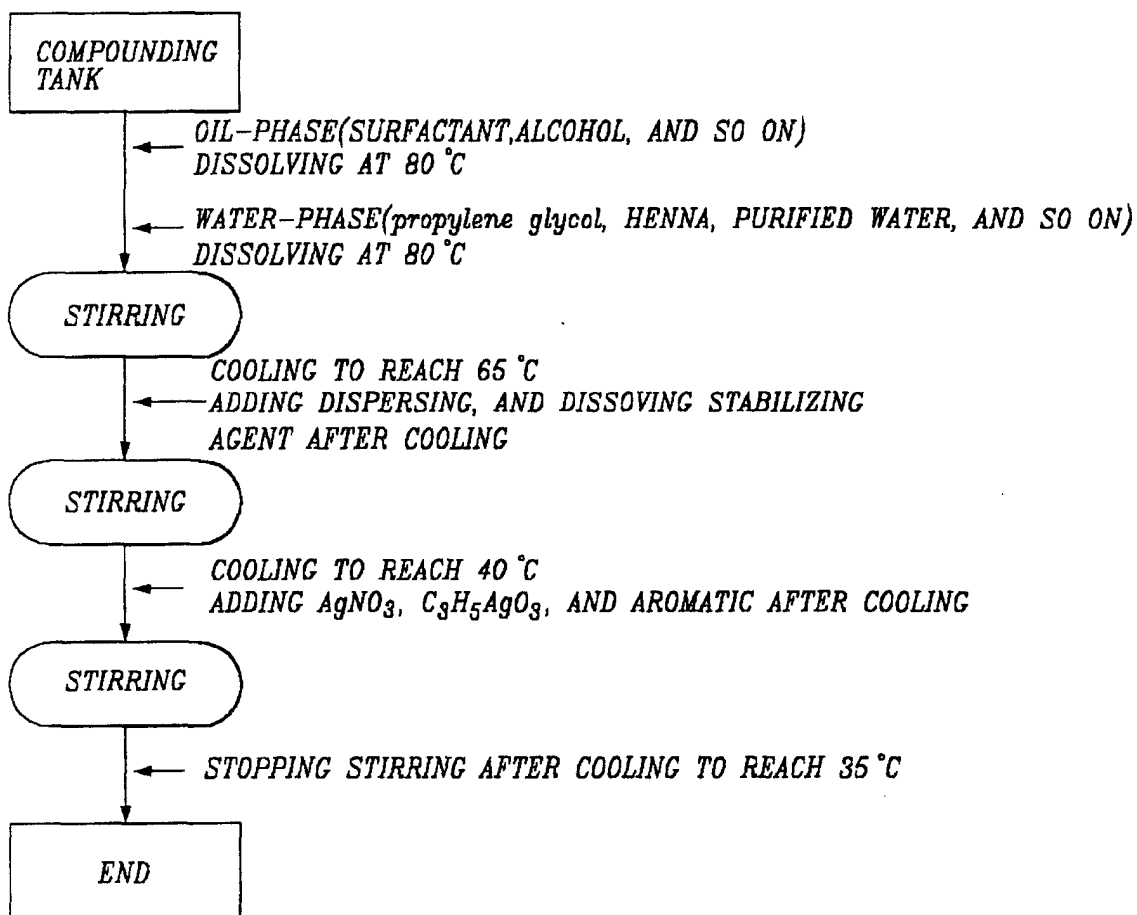 COMPOUNDING
TANK
OIL-PHASE(SURFACTANT,ALCOHOL, AND SO ON)
DISSOLVING AT 80 °C
WATER-PHASE(propylene glycol, HENNA, PURIFIED WATER, AND SO ON)
DISSOLVING AT 80 °C
STIRRING
COOLING TO REACH 65 °C
ADDING DISPERSING, AND DISSOVING STABILIZING
AGENT AFTER COOLING
STIRRING
COOLING TO REACH 40 °C
ADDING AgNO₃, C₃H₅AgO₃, AND AROMATIC AFTER COOLING
STIRRING
STOPPING STIRRING AFTER COOLING TO REACH 35 °C
END